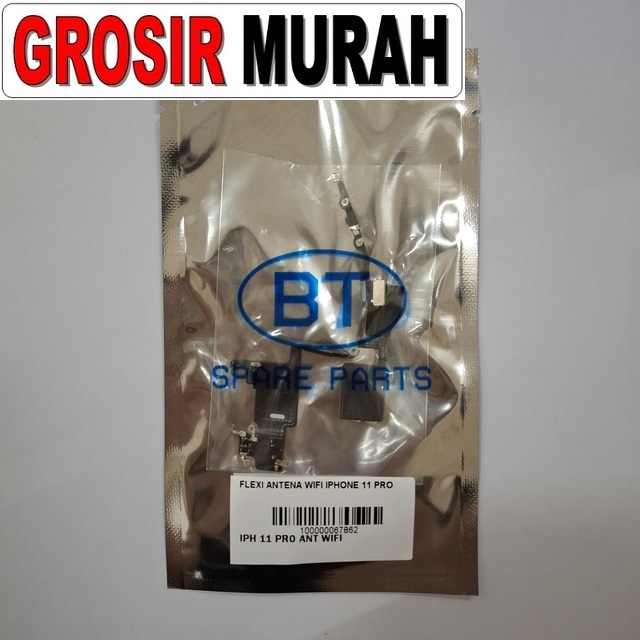 GROSIR MURAH
BT
SPARE PARTS
FLEXI ANTENA WIFI IPHONE 11 PRO
100000067862
IPH 11 PRO ANT WIFI